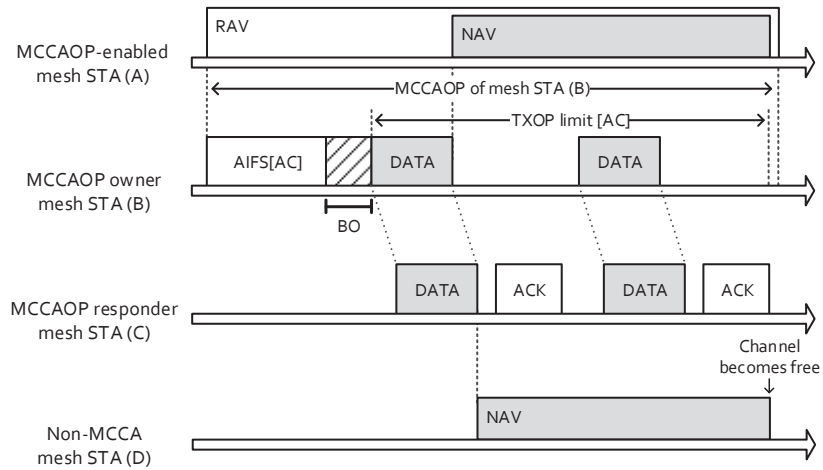 RAV
MCCAOP-enabled
mesh STA (A)
NAV
MCCAOP of mesh STA (B)
TXOP limit [AC]
MCCAOP owner
mesh STA (B)
AIFS[AC]
DATA
DATA
BO
MCCAOP responder
mesh STA (C)
DATA
ACK
DATA
ACK
Channel
becomes free
Non-MCCA
mesh STA (D)
NAV